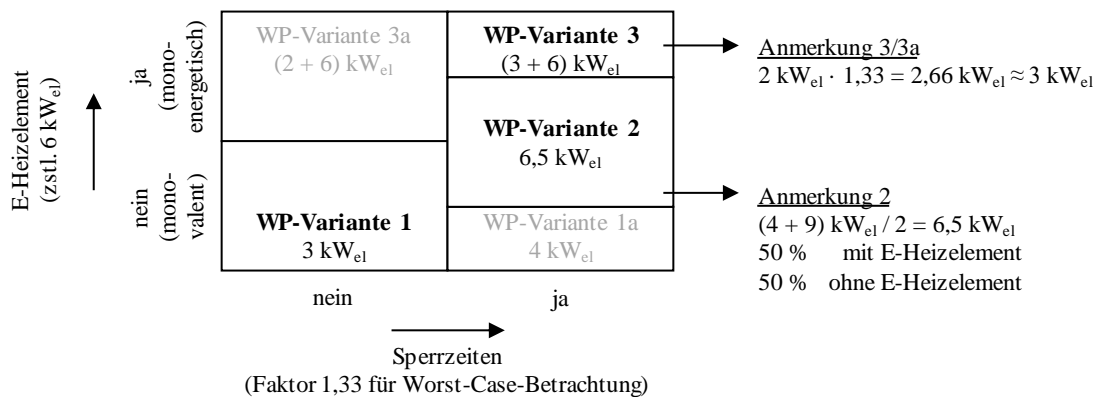 E-Heizelement
(zstl. 6 kWel)
ja
(mono-
energetisch)
nein
(mono-
valent)
WP-Variante 3a
(2 + 6) kWel
WP-Variante 3
(3 + 6) kWel
WP-Variante 2
6,5 kWel
WP-Variante 1
3 kWel
WP-Variante 1a
4 kWel
Anmerkung 3/3a
2 kWel · 1,33 = 2,66 kWel ≈ 3 kWel
Anmerkung 2
(4 + 9) kWel / 2 = 6,5 kWel
50 % mit E-Heizelement
50 % ohne E-Heizelement
nein
ja
Sperrzeiten
(Faktor 1,33 für Worst-Case-Betrachtung)